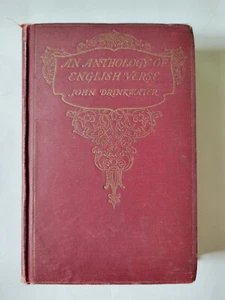 AN ANTHOLOGY OF
ENGLISH VERSE
JOHN DRINKWATER